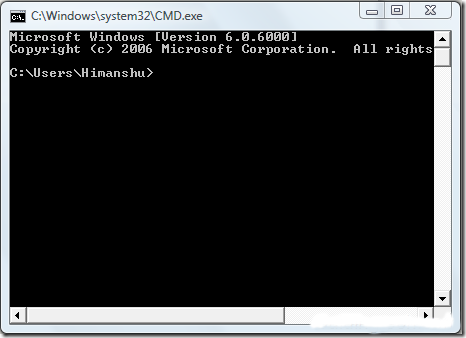 C:\Windows\system32\CMD.exe
Microsoft Windows [Version 6.0.6000]
Copyright (c) 2006 Microsoft Corporation.  All rights
C:\Users\Himanshu>